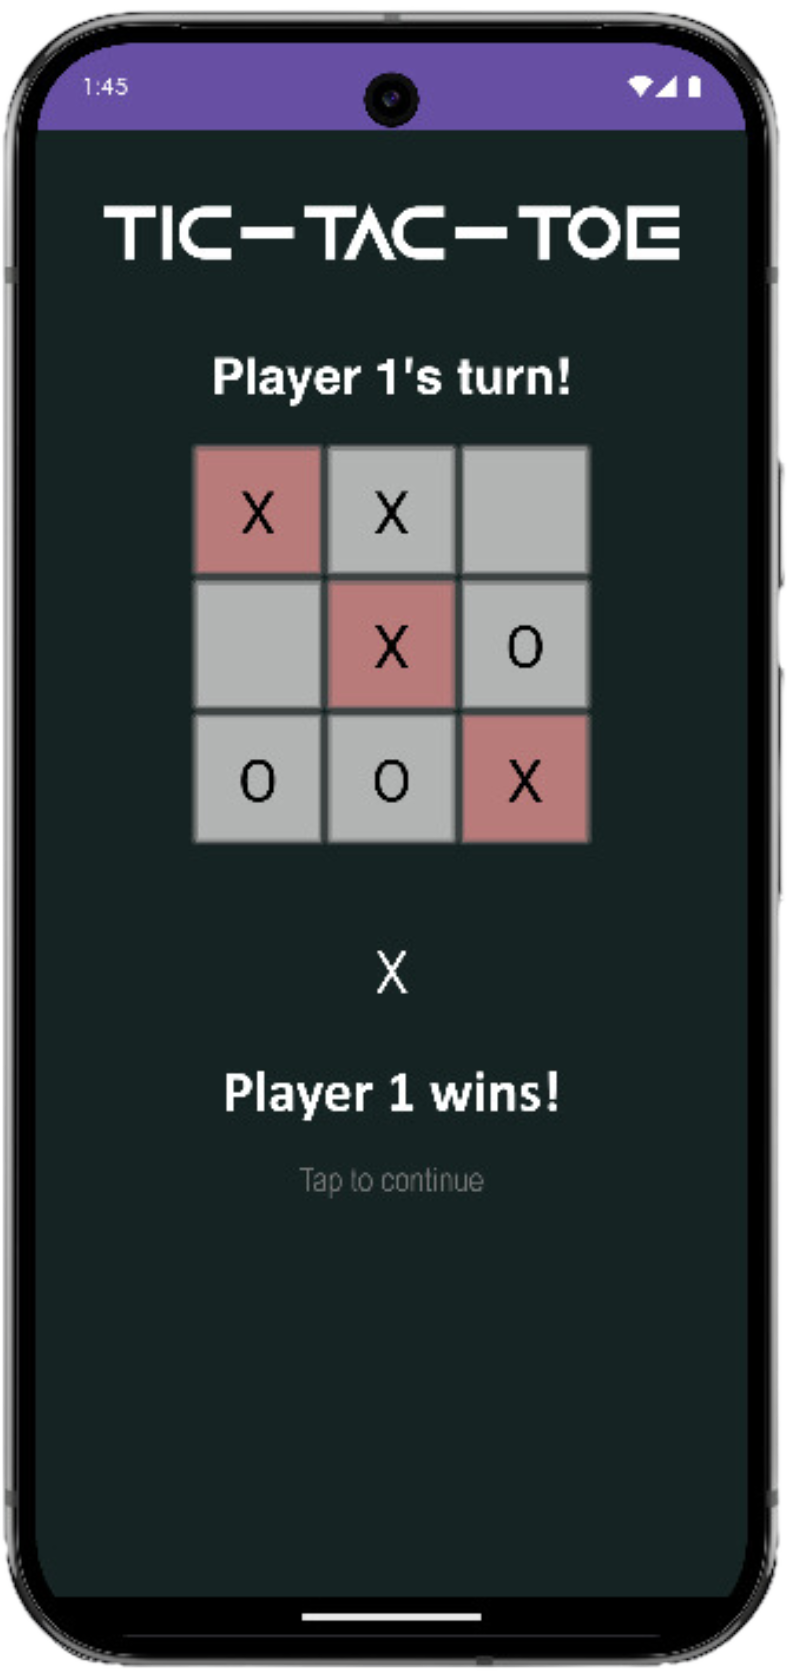 1:45
TIC-TAC-TOE
Player 1's turn!
X X
X O
O O X
X
Player 1 wins!
Tap to continue